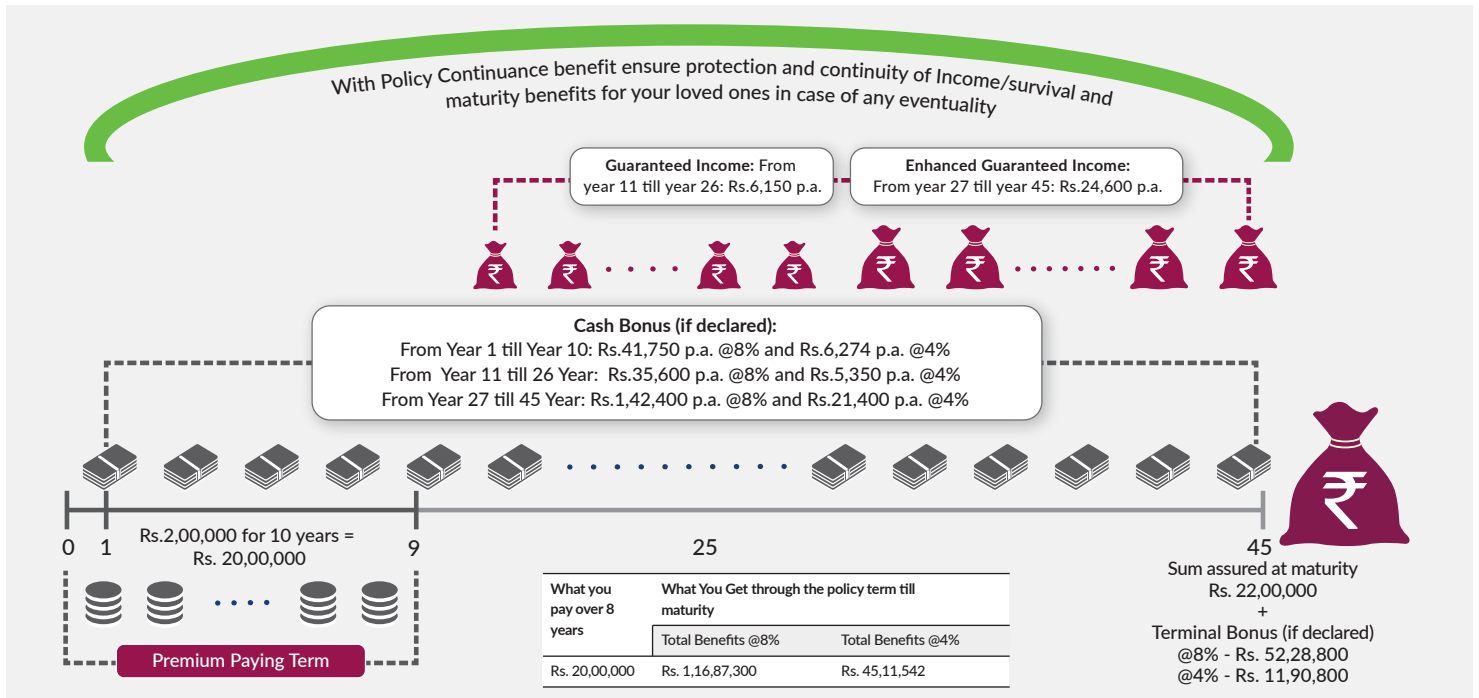 With Policy Continuance benefit ensure protection and continuity of Income/survival and
maturity benefits for your loved ones in case of any eventuality
Guaranteed Income: From
year 11 till year 26: Rs.6,150 p.a.
Enhanced Guaranteed Income:
From year 27 till year 45: Rs.24,600 p.a.
₹ ₹ ₹ ₹ ₹ ₹ ₹ ₹
Cash Bonus (if declared):
From Year 1 till Year 10: Rs.41,750 p.a. @8% and Rs.6,274 p.a. @4%
From Year 11 till 26 Year: Rs.35,600 p.a. @8% and Rs.5,350 p.a. @4%
From Year 27 till 45 Year: Rs.1,42,400 p.a. @8% and Rs.21,400 p.a. @4%
₹
0 1 9 25 45
Rs.2,00,000 for 10 years =
Rs. 20,00,000
Premium Paying Term
What you
pay over 8
years
What You Get through the policy term till
maturity
Total Benefits @8% Total Benefits @4%
Rs. 20,00,000 Rs. 1,16,87,300 Rs. 45,11,542
Sum assured at maturity
Rs. 22,00,000
+
Terminal Bonus (if declared)
@8% - Rs. 52,28,800
@4% - Rs. 11,90,800